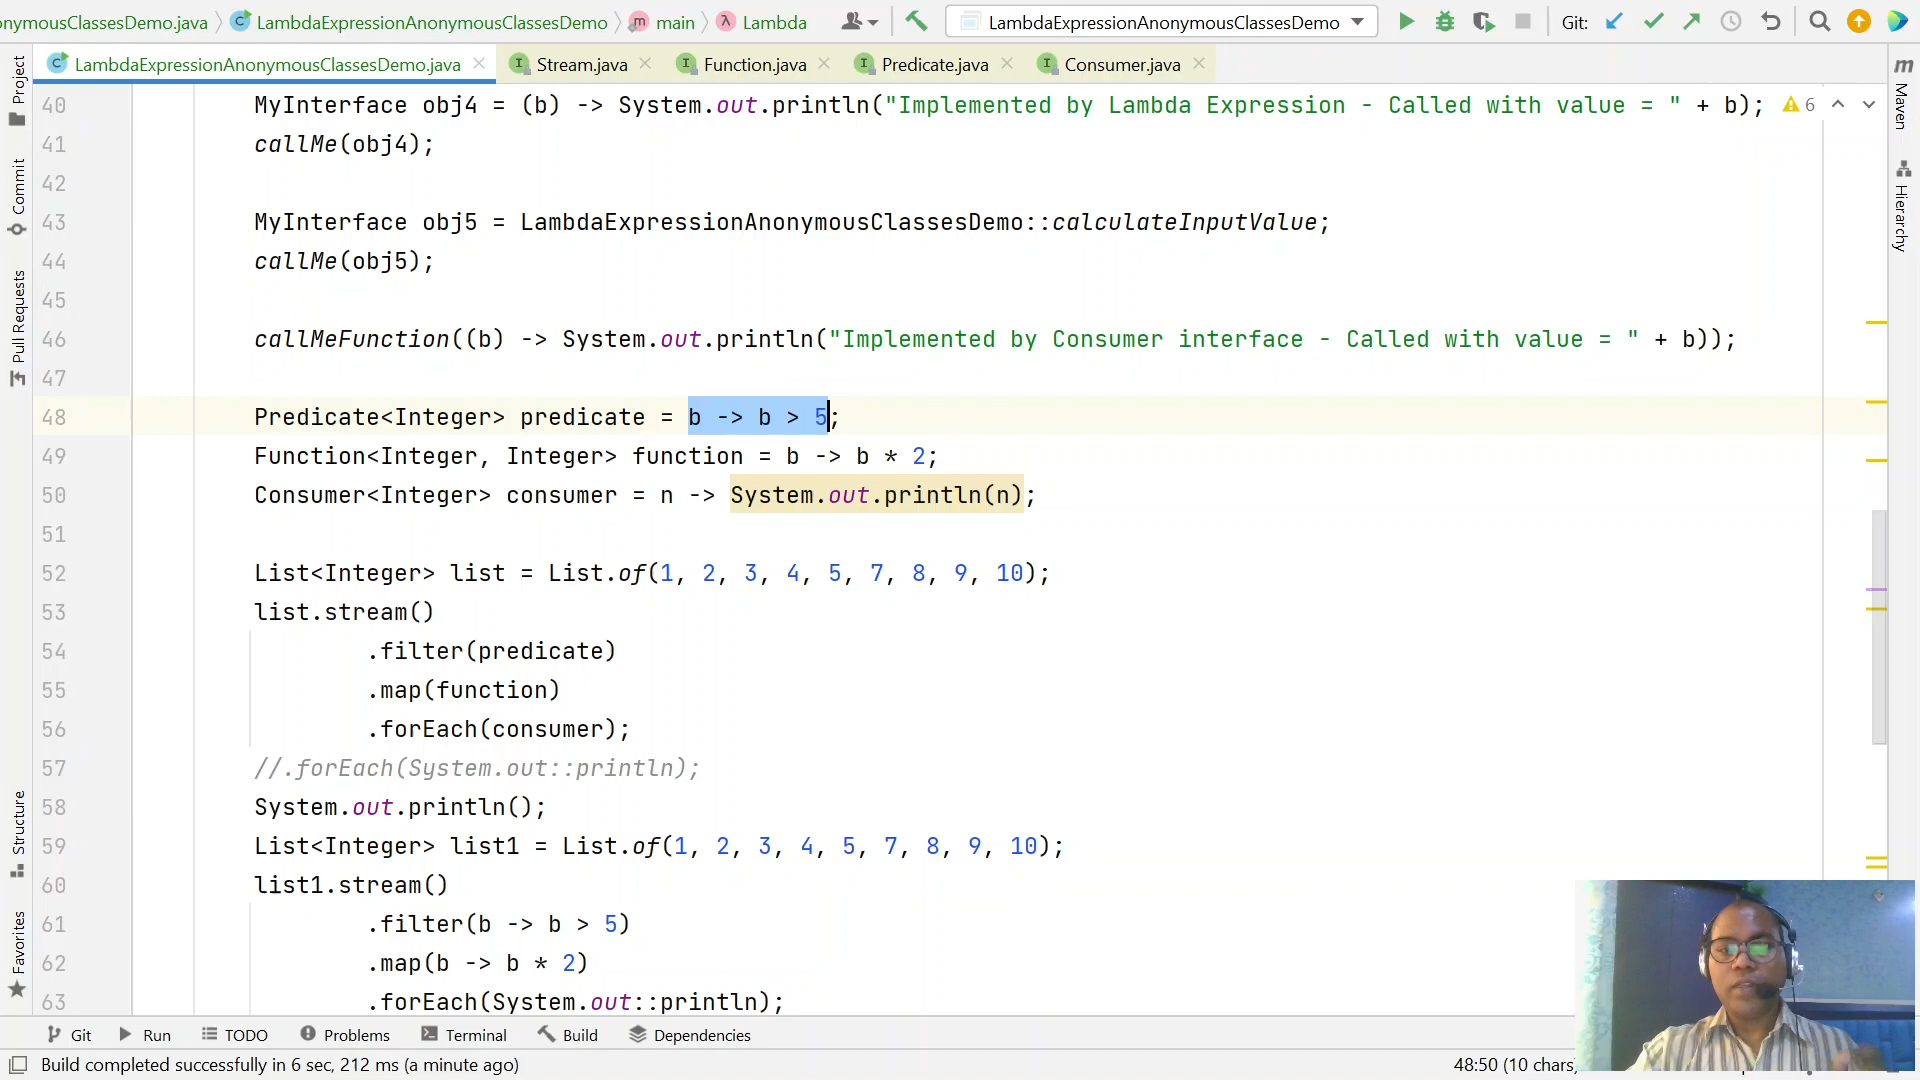 onymousClassesDemo.java LambdaExpressionAnonymousClassesDemo main Lambda LambdaExpressionAnonymousClassesDemo Git:
LambdaExpressionAnonymousClassesDemo.java Stream.java Function.java Predicate.java Consumer.java
40 MyInterface obj4 = (b) -> System.out.println("Implemented by Lambda Expression - Called with value = " + b); 6
41 callMe(obj4);
42
43 MyInterface obj5 = LambdaExpressionAnonymousClassesDemo::calculateInputValue;
44 callMe(obj5);
45
46 callMeFunction((b) -> System.out.println("Implemented by Consumer interface - Called with value = " + b));
47
48 Predicate<Integer> predicate = b -> b > 5;
49 Function<Integer, Integer> function = b -> b * 2;
50 Consumer<Integer> consumer = n -> System.out.println(n);
51
52 List<Integer> list = List.of(1, 2, 3, 4, 5, 7, 8, 9, 10);
53 list.stream()
54 .filter(predicate)
55 .map(function)
56 .forEach(consumer);
57 //.forEach(System.out::println);
58 System.out.println();
59 List<Integer> list1 = List.of(1, 2, 3, 4, 5, 7, 8, 9, 10);
60 list1.stream()
61 .filter(b -> b > 5)
62 .map(b -> b * 2)
63 .forEach(System.out::println);
Project
Commit
Pull Requests
Structure
Favorites
m
Maven
Hierarchy
Git Run TODO Problems Terminal Build Dependencies
Build completed successfully in 6 sec, 212 ms (a minute ago) 48:50 (10 chars)